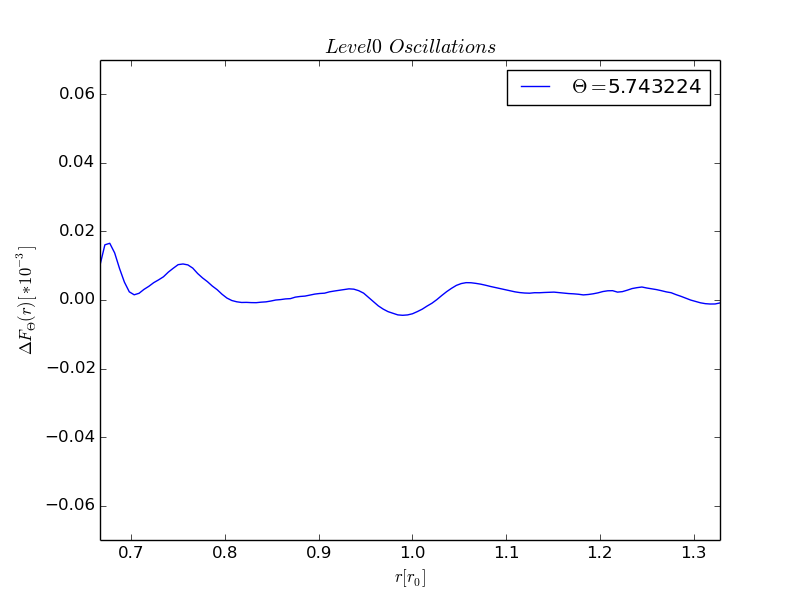 Level0 Oscillations
Θ=5.743224
0.06
0.04
0.02
0.00
−0.02
−0.04
−0.06
ΔF_Θ(r)[*10^{-3}]
0.7 0.8 0.9 1.0 1.1 1.2 1.3
r[r_0]